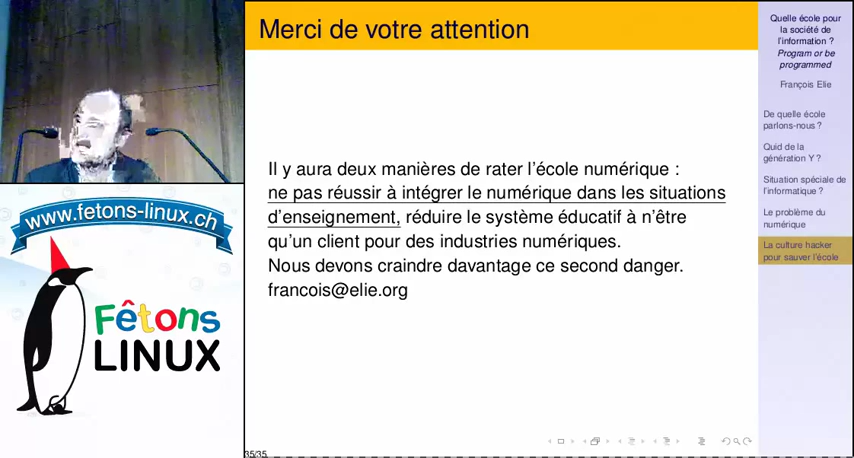 Merci de votre attention
Il y aura deux manières de rater l'école numérique :
ne pas réussir à intégrer le numérique dans les situations
d'enseignement, réduire le système éducatif à n'être
qu'un client pour des industries numériques.
Nous devons craindre davantage ce second danger.
francois@elie.org
Quelle école pour
la société de
l'information ?
Program or be
programmed
François Elie
De quelle école
parlons-nous ?
Quid de la
génération Y ?
Situation spéciale de
l'informatique ?
Le problème du
numérique
La culture hacker
pour sauver l'école
www.fetons-linux.ch
Fêtons
LINUX
35/35